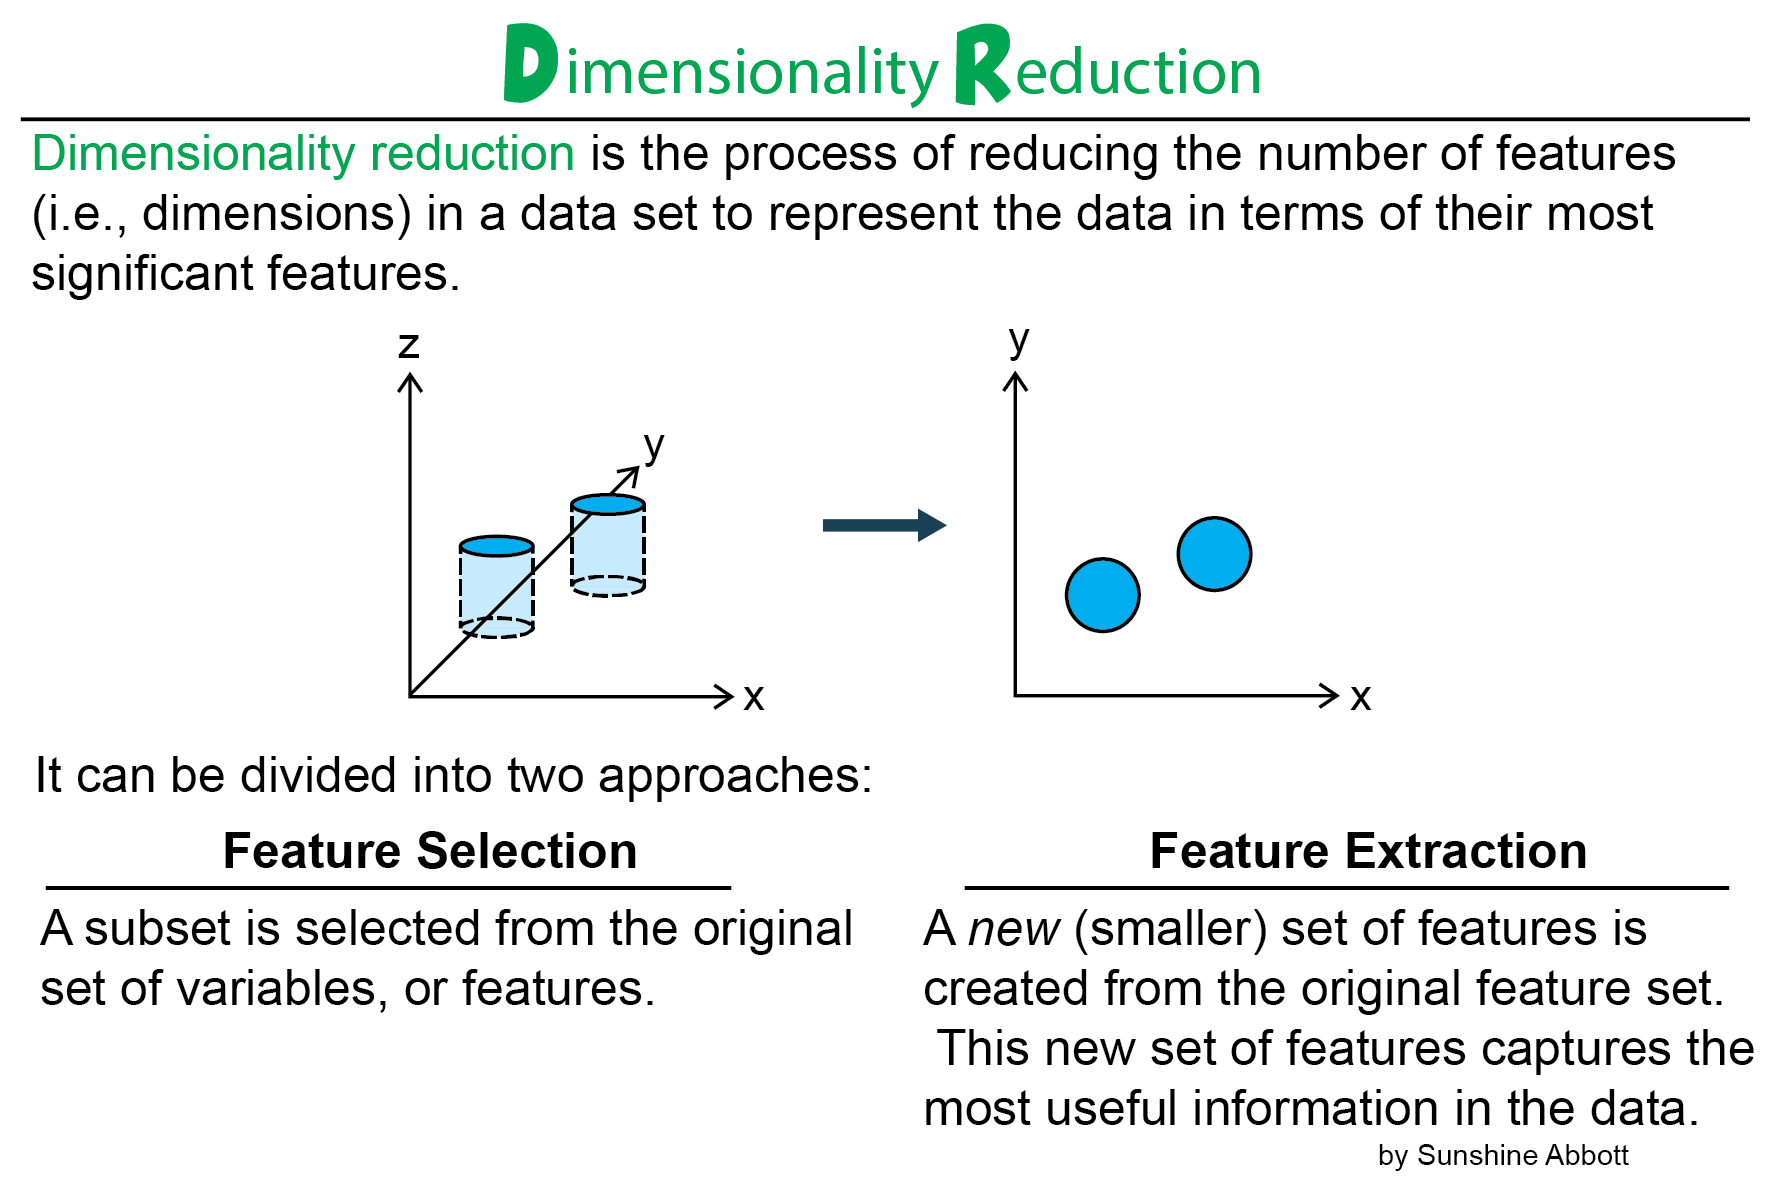 Dimensionality Reduction
Dimensionality reduction is the process of reducing the number of features
(i.e., dimensions) in a data set to represent the data in terms of their most
significant features.
z
y
x
y
x
It can be divided into two approaches:
Feature Selection
A subset is selected from the original
set of variables, or features.
Feature Extraction
A new (smaller) set of features is
created from the original feature set.
This new set of features captures the
most useful information in the data.
by Sunshine Abbott